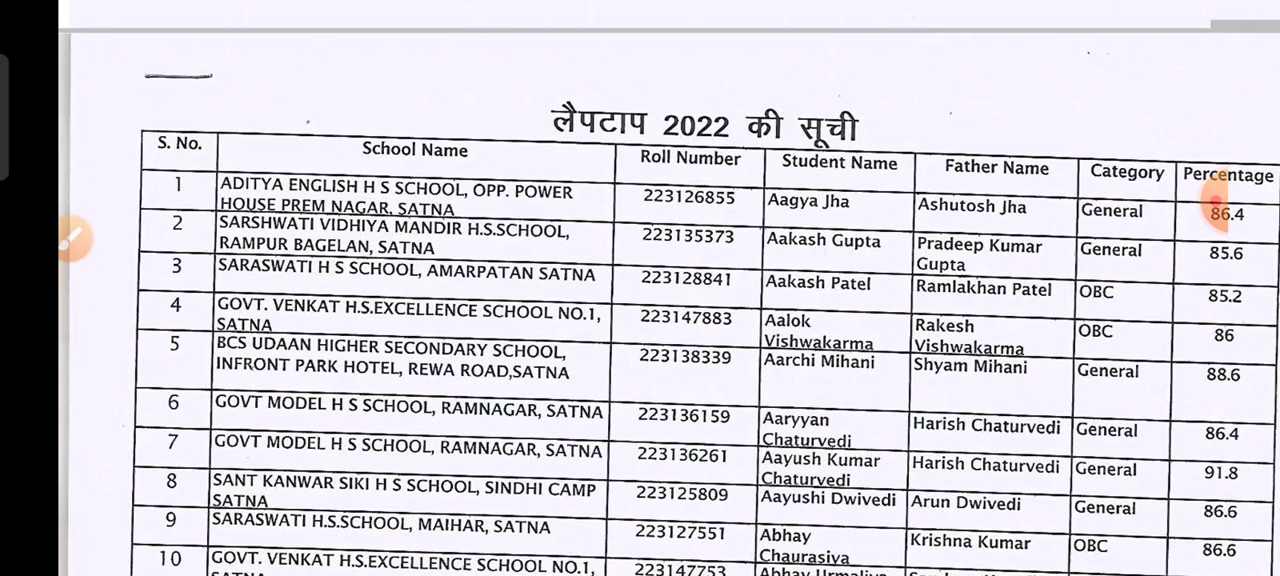 लैपटाप 2022 की सूची
S. No. School Name Roll Number Student Name Father Name Category Percentage
1 ADITYA ENGLISH H S SCHOOL, OPP. POWER HOUSE PREM NAGAR, SATNA 223126855 Aagya Jha Ashutosh Jha General 86.4
2 SARSHWATI VIDHIYA MANDIR H.S.SCHOOL, RAMPUR BAGELAN, SATNA 223135373 Aakash Gupta Pradeep Kumar Gupta General 85.6
3 SARASWATI H S SCHOOL, AMARPATAN SATNA 223128841 Aakash Patel Ramlakhan Patel OBC 85.2
4 GOVT. VENKAT H.S.EXCELLENCE SCHOOL NO.1, SATNA 223147883 Aalok Vishwakarma Rakesh Vishwakarma OBC 86
5 BCS UDAAN HIGHER SECONDARY SCHOOL, INFRONT PARK HOTEL, REWA ROAD,SATNA 223138339 Aarchi Mihani Shyam Mihani General 88.6
6 GOVT MODEL H S SCHOOL, RAMNAGAR, SATNA 223136159 Aaryyan Chaturvedi Harish Chaturvedi General 86.4
7 GOVT MODEL H S SCHOOL, RAMNAGAR, SATNA 223136261 Aayush Kumar Chaturvedi Harish Chaturvedi General 91.8
8 SANT KANWAR SIKI H S SCHOOL, SINDHI CAMP SATNA 223125809 Aayushi Dwivedi Arun Dwivedi General 86.6
9 SARASWATI H.S.SCHOOL, MAIHAR, SATNA 223127551 Abhay Chaurasiya Krishna Kumar OBC 86.6
10 GOVT. VENKAT H.S.EXCELLENCE SCHOOL NO.1, 223147753 Abhay Urmaliya